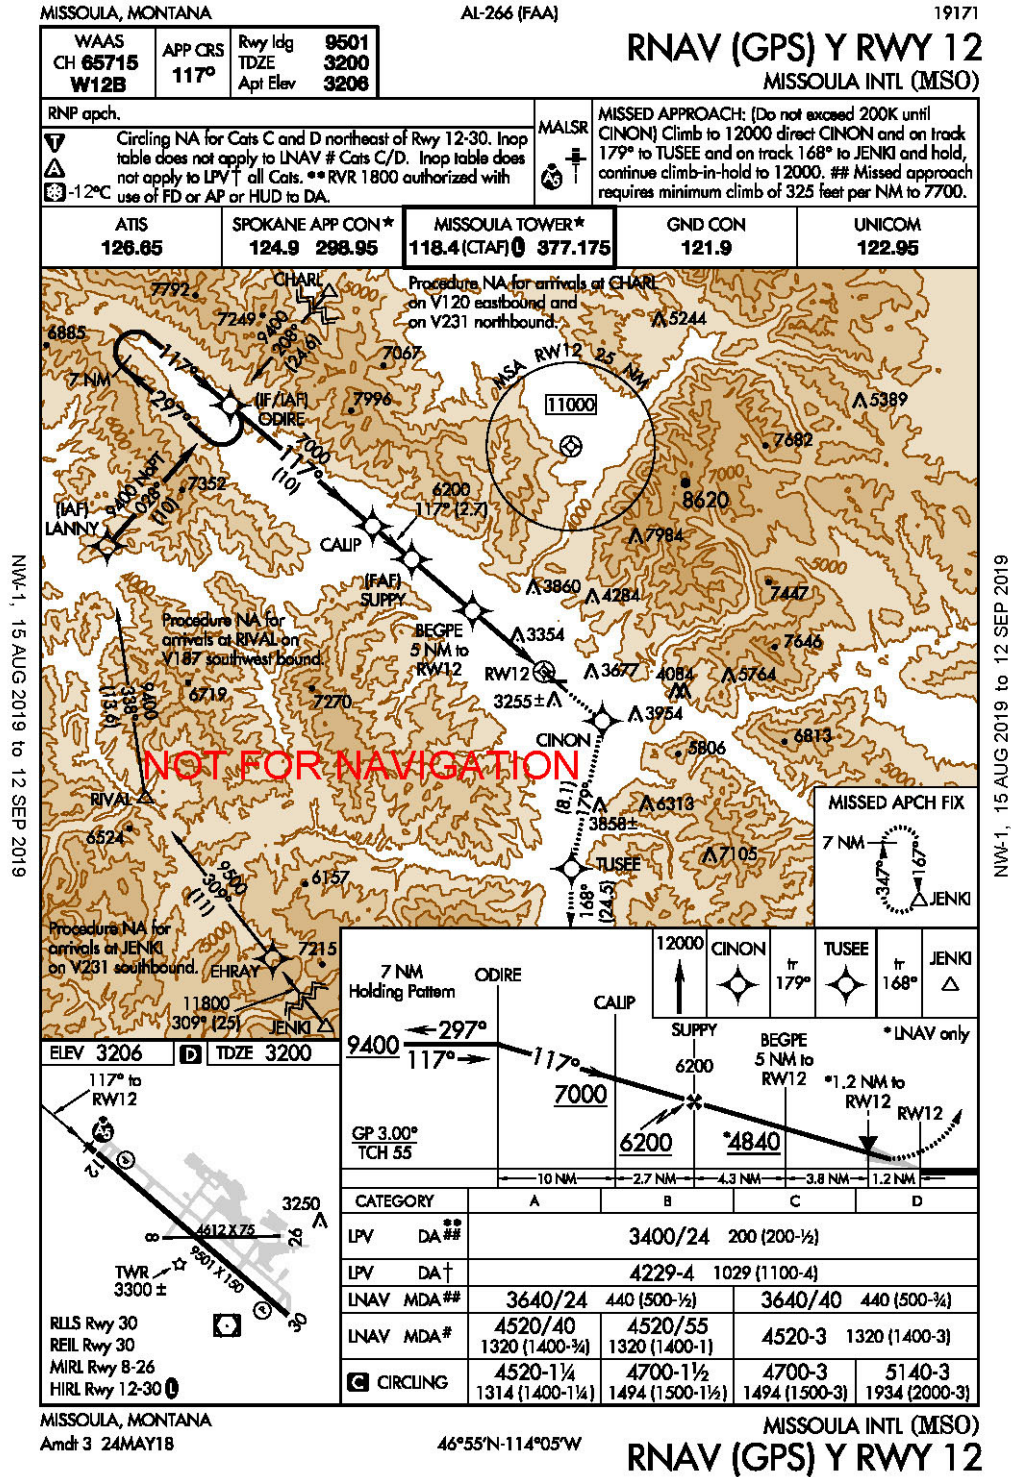 MISSOULA, MONTANA
AL-266 (FAA)
19171
WAAS
CH 65715
W12B
APP CRS
117°
Rwy ldg 9501
TDZE 3200
Apt Elev 3206
RNAV (GPS) Y RWY 12
MISSOULA INTL (MSO)
RNP apch.
T
A
-12°C
Circling NA for Cats C and D northeast of Rwy 12-30. Inop
table does not apply to LNAV # Cats C/D. Inop table does
not apply to LPV† all Cats. **RVR 1800 authorized with
use of FD or AP or HUD to DA.
MALSR
A5
MISSED APPROACH: (Do not exceed 200K until
CINON) Climb to 12000 direct CINON and on track
179° to TUSEE and on track 168° to JENKI and hold,
continue climb-in-hold to 12000. ## Missed approach
requires minimum climb of 325 feet per NM to 7700.
ATIS
126.65
SPOKANE APP CON*
124.9 298.95
MISSOULA TOWER*
118.4 (CTAF) L 377.175
GND CON
121.9
UNICOM
122.95
Procedure NA for arrivals at CHARL
on V120 eastbound and
on V231 northbound.
CHARL
5000
7792
7249
9400
208°
(24.6)
6885
7067
7996
5244
MSA RW12 25 NM
11000
5389
7682
7000
8620
4000
7984
7 NM
117°
297°
(IF/IAF)
ODIRE
7000
117°
(10)
7352
9400 NoPT
028°
(10)
(IAF)
LANNY
6200
117° (2.7)
CALIP
(FAF)
SUPPY
BEGPE
5 NM to
RW12
RW12
3860
4284
3354
3677
4084
3255±
3954
5764
7447
5000
7646
6813
5806
4000
Procedure NA for
arrivals at RIVAL on
V187 southwest bound.
6719
7270
9400
338°
(13.6)
RIVAL
6524
CINON
179°
(8.1)
3858±
6313
7105
TUSEE
168°
(24.5)
5000
NOT FOR NAVIGATION
MISSED APCH FIX
7 NM
347°
167°
JENKI
9500
309°
(11)
6157
Procedure NA for
arrivals at JENKI
on V231 southbound.
5000
EHRAY
7215
11800
309° (25)
JENKI
7 NM
Holding Pattern
ODIRE
CALIP
12000
CINON
tr
179°
TUSEE
tr
168°
JENKI
SUPPY
6200
BEGPE
5 NM to
RW12
*LNAV only
*1.2 NM to
RW12
RW12
9400
297°
117°
117°
7000
6200
*4840
GP 3.00°
TCH 55
10 NM
2.7 NM
4.3 NM
3.8 NM
1.2 NM
ELEV 3206
D
TDZE 3200
117° to
RW12
A5
P
12
3250
8
4612 X 75
26
9501 X 150
TWR
3300 ±
P
30
RLLS Rwy 30
REIL Rwy 30
MIRL Rwy 8-26
HIRL Rwy 12-30 L
CATEGORY A B C D
LPV DA **## 3400/24 200 (200-½)
LPV DA† 4229-4 1029 (1100-4)
LNAV MDA ## 3640/24 440 (500-½) 3640/40 440 (500-¾)
LNAV MDA# 4520/40 1320 (1400-¾) 4520/55 1320 (1400-1) 4520-3 1320 (1400-3)
C CIRCLING 4520-1¼ 1314 (1400-1¼) 4700-1½ 1494 (1500-1½) 4700-3 1494 (1500-3) 5140-3 1934 (2000-3)
MISSOULA, MONTANA
Amdt 3 24MAY18
46°55'N-114°05'W
MISSOULA INTL (MSO)
RNAV (GPS) Y RWY 12
NW-1, 15 AUG 2019 to 12 SEP 2019
NW-1, 15 AUG 2019 to 12 SEP 2019